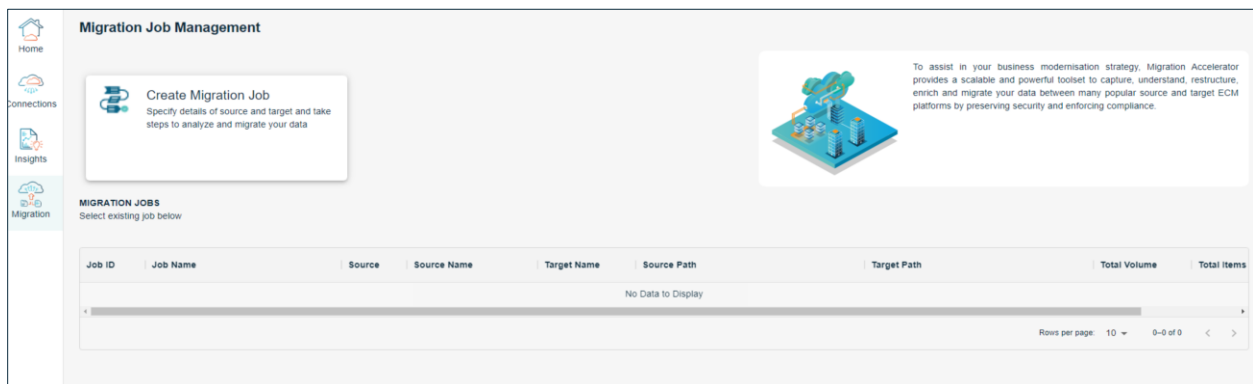 Migration Job Management
Home
Connections
Insights
Migration
Create Migration Job
Specify details of source and target and take
steps to analyze and migrate your data
To assist in your business modernisation strategy, Migration Accelerator
provides a scalable and powerful toolset to capture, understand, restructure,
enrich and migrate your data between many popular source and target ECM
platforms by preserving security and enforcing compliance.
MIGRATION JOBS
Select existing job below
Job ID Job Name Source Source Name Target Name Source Path Target Path Total Volume Total Items
No Data to Display
Rows per page: 10 0–0 of 0